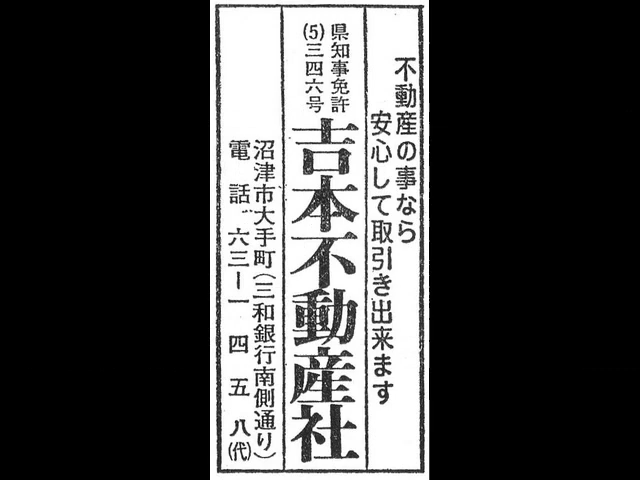 不動産の事なら
安心して取引き出来ます
県知事免許
(5)三四六号
吉本不動産社
沼津市大手町(三和銀行南側通り)
電話 六三ー一四五八(代)